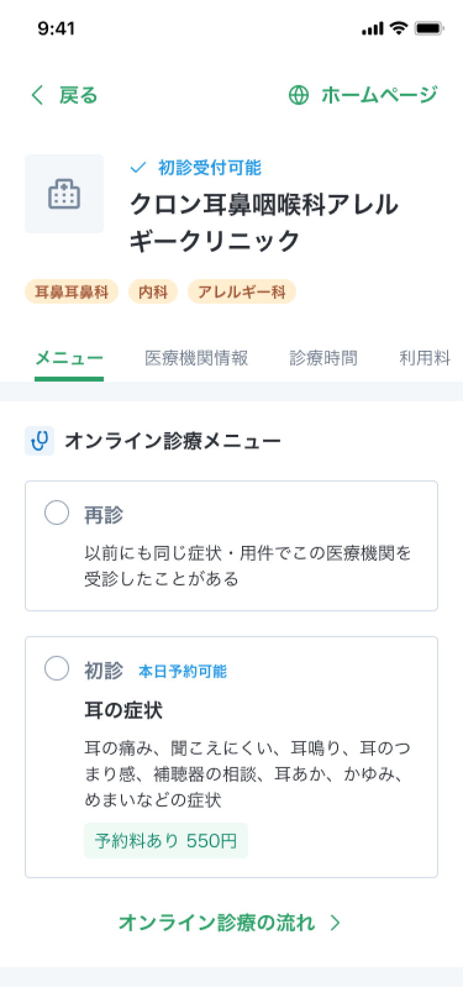 9:41
戻る
ホームページ
初診受付可能
クロン耳鼻咽喉科アレル
ギークリニック
耳鼻耳鼻科
内科
アレルギー科
メニュー
医療機関情報
診療時間
利用料
オンライン診療メニュー
再診
以前にも同じ症状・用件でこの医療機関を
受診したことがある
初診 本日予約可能
耳の症状
耳の痛み、聞こえにくい、耳鳴り、耳のつ
まり感、補聴器の相談、耳あか、かゆみ、
めまいなどの症状
予約料あり 550円
オンライン診療の流れ